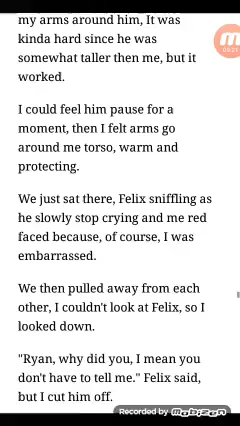 my arms around him, It was
kinda hard since he was
somewhat taller then me, but it
worked.
I could feel him pause for a
moment, then I felt arms go
around me torso, warm and
protecting.
We just sat there, Felix sniffling as
he slowly stop crying and me red
faced because, of course, I was
embarrassed.
We then pulled away from each
other, I couldn't look at Felix, so I
looked down.
"Ryan, why did you, I mean you
don't have to tell me." Felix said,
but I cut him off.
Recorded by mobizen